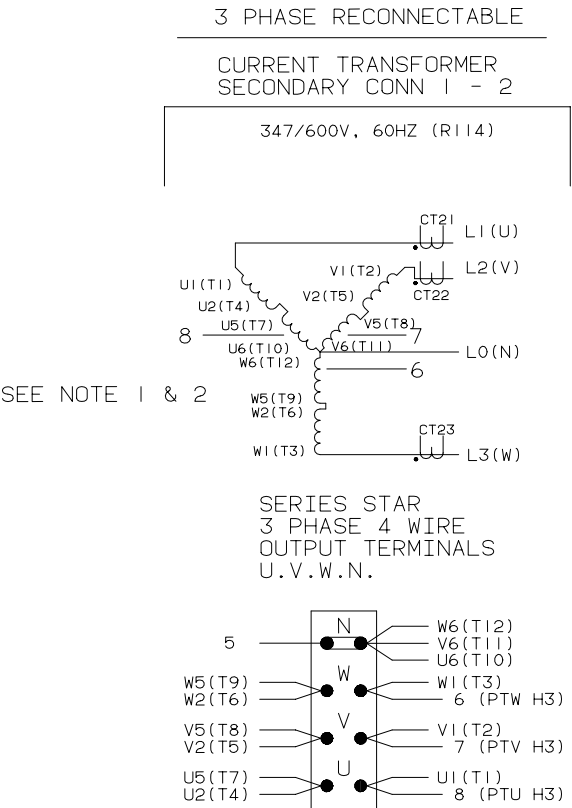 3 PHASE RECONNECTABLE
CURRENT TRANSFORMER
SECONDARY CONN 1 - 2
347/600V, 60HZ (R114)
CT21
L1(U)
V1(T2)
L2(V)
U1(T1)
V2(T5)
CT22
U2(T4)
U5(T7)
V5(T8)
8
7
U6(T10)
V6(T11)
L0(N)
W6(T12)
6
SEE NOTE 1 & 2
W5(T9)
W2(T6)
CT23
W1(T3)
L3(W)
SERIES STAR
3 PHASE 4 WIRE
OUTPUT TERMINALS
U.V.W.N.
N
W6(T12)
5
V6(T11)
U6(T10)
W5(T9)
W
W1(T3)
W2(T6)
6 (PTW H3)
V5(T8)
V
V1(T2)
V2(T5)
7 (PTV H3)
U5(T7)
U
U1(T1)
U2(T4)
8 (PTU H3)